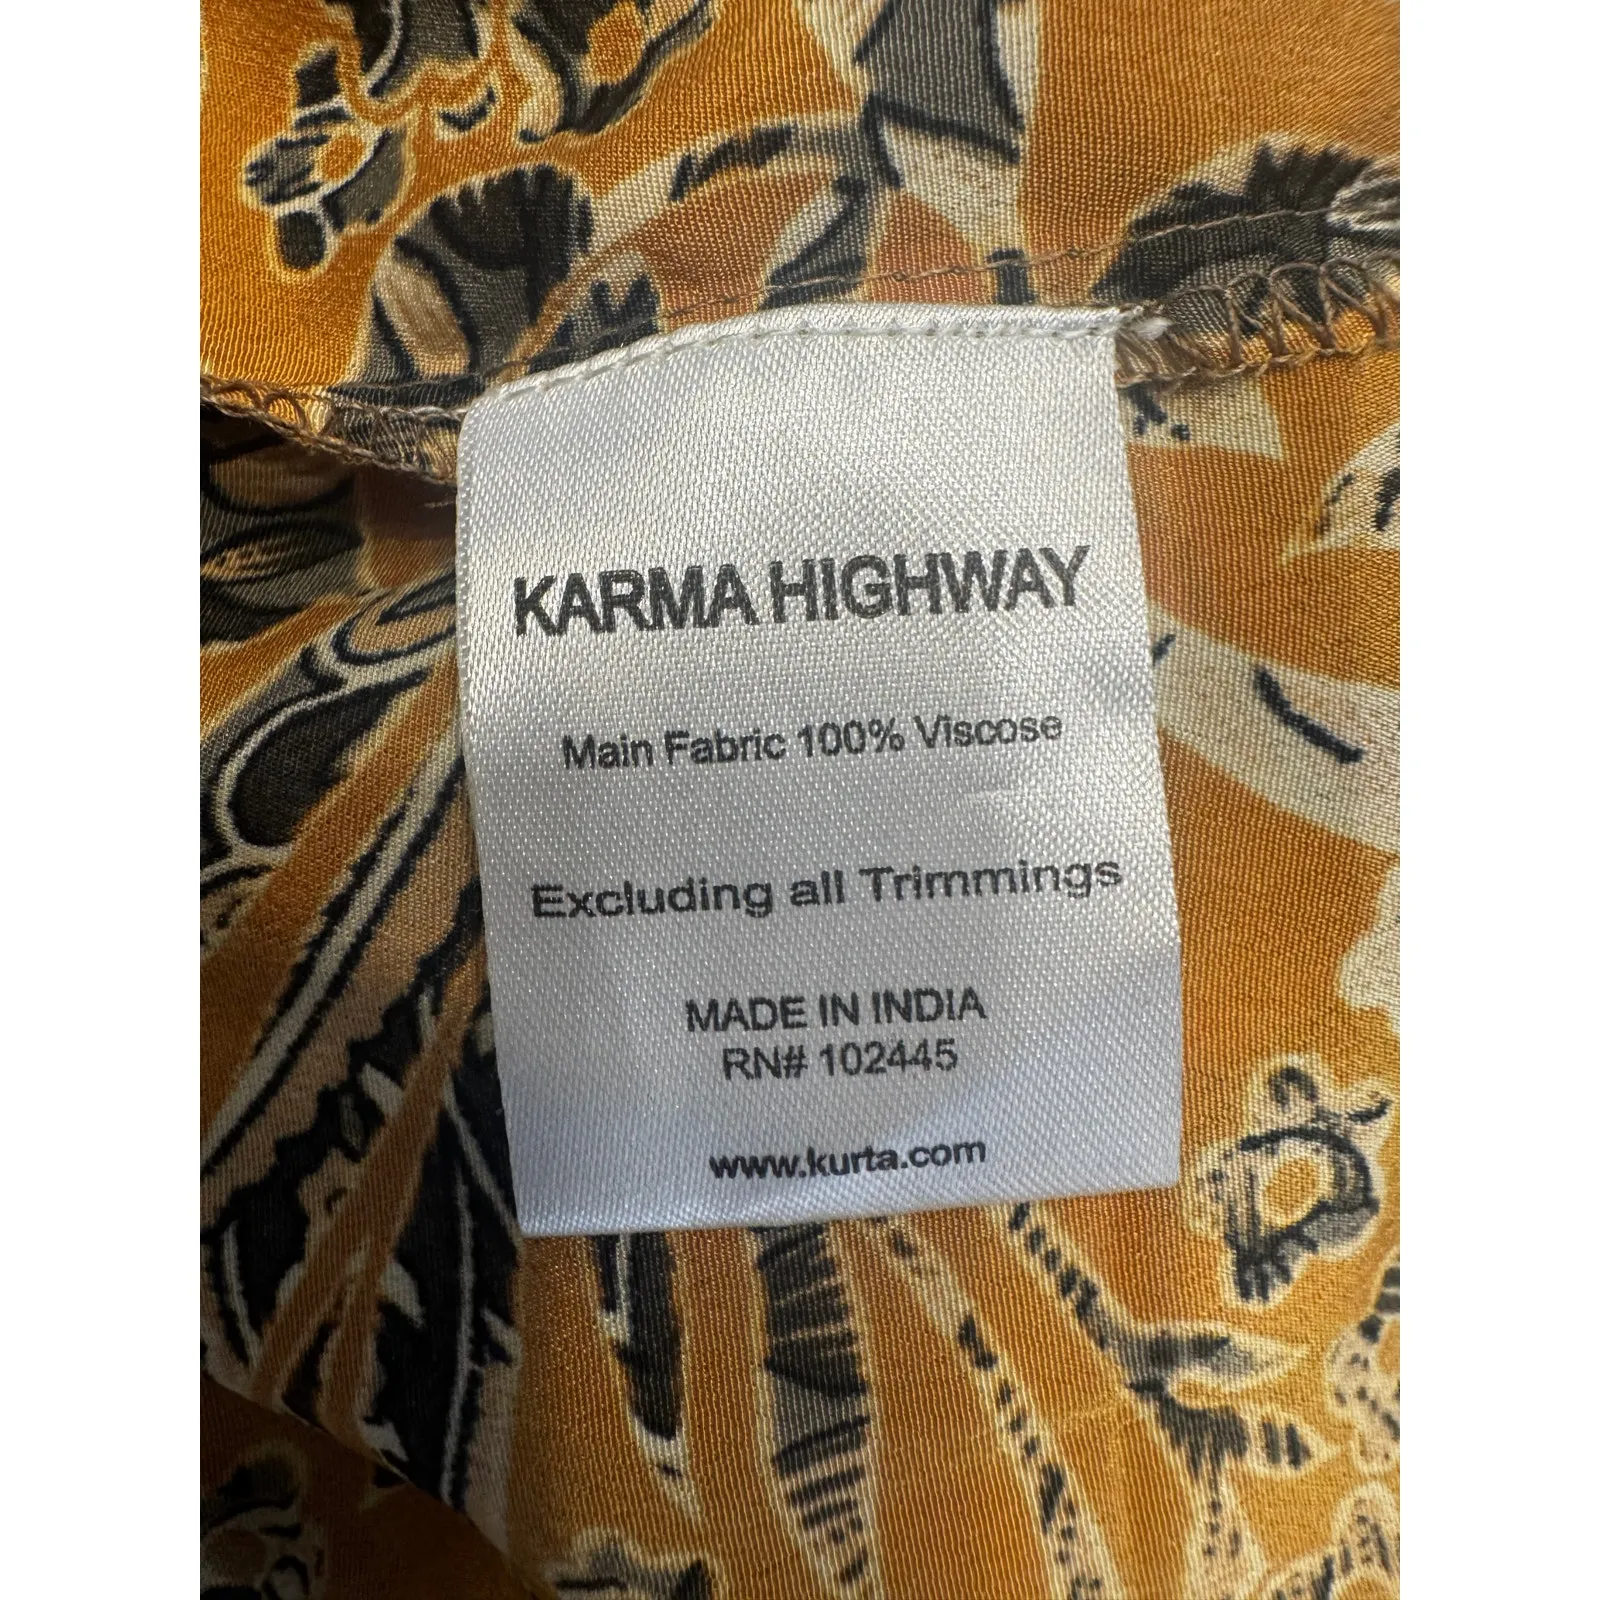 KARMA HIGHWAY
Main Fabric 100% Viscose
Excluding all Trimmings
MADE IN INDIA
RN# 102445
www.kurta.com